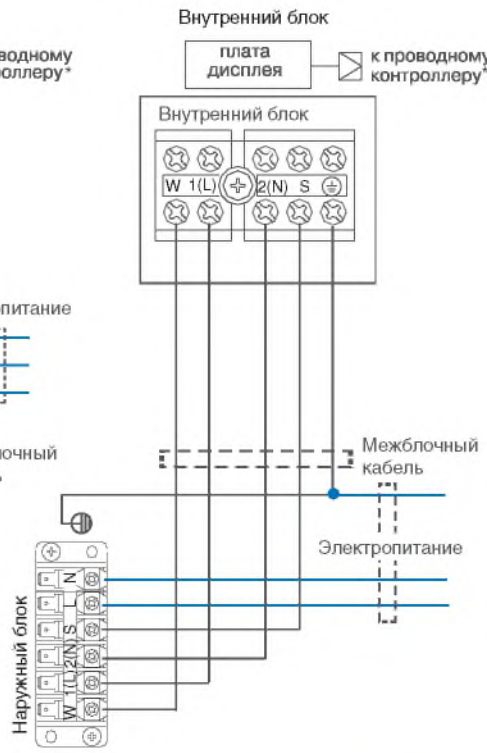 Внутренний блок
плата
дисплея
к проводному
контроллеру*
Внутренний блок
W 1(L) 2(N) S
Межблочный
кабель
Электропитание
Наружный блок
N
L
S
2(N)
1(L)
W